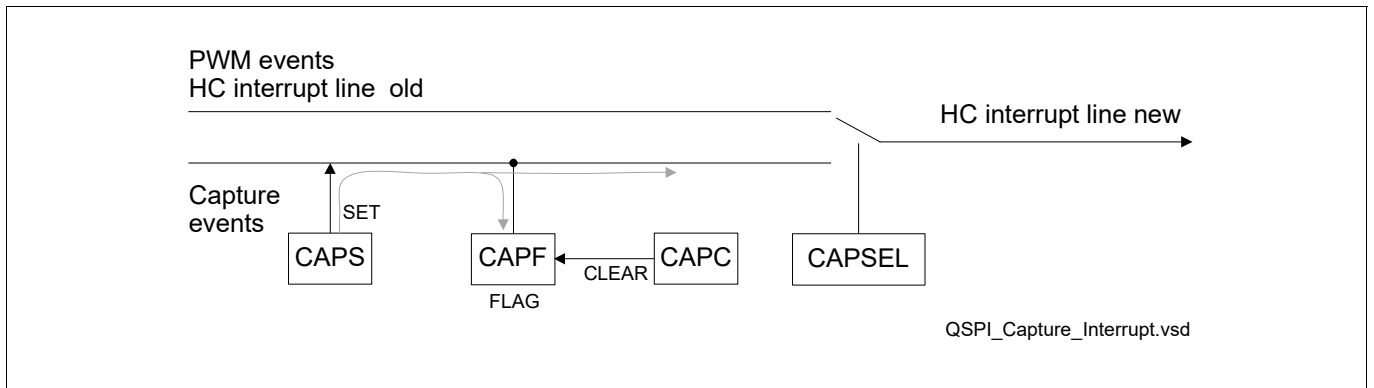 PWM events
HC interrupt line old
HC interrupt line new
Capture
events
SET
CAPS
CAPF
CLEAR
CAPC
CAPSEL
FLAG
QSPI_Capture_Interrupt.vsd